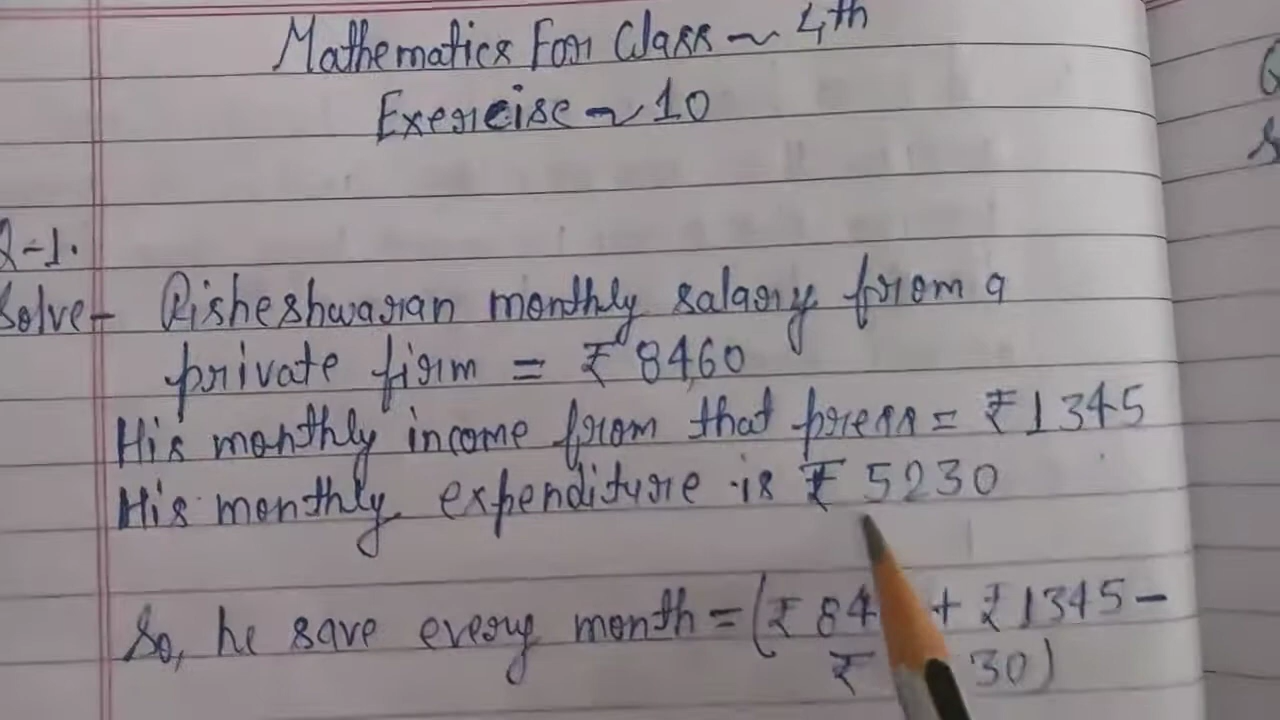 Mathematics For Class ~ 4th
Exercise ~ 10
Q-1.
Solve - Risheshwaran monthly salary from a
private firm = ₹ 8460
His monthly income from that press = ₹ 1345
His monthly expenditure is ₹ 5230
So, he save every month = (₹ 84 + ₹ 1345 -
₹ 30)